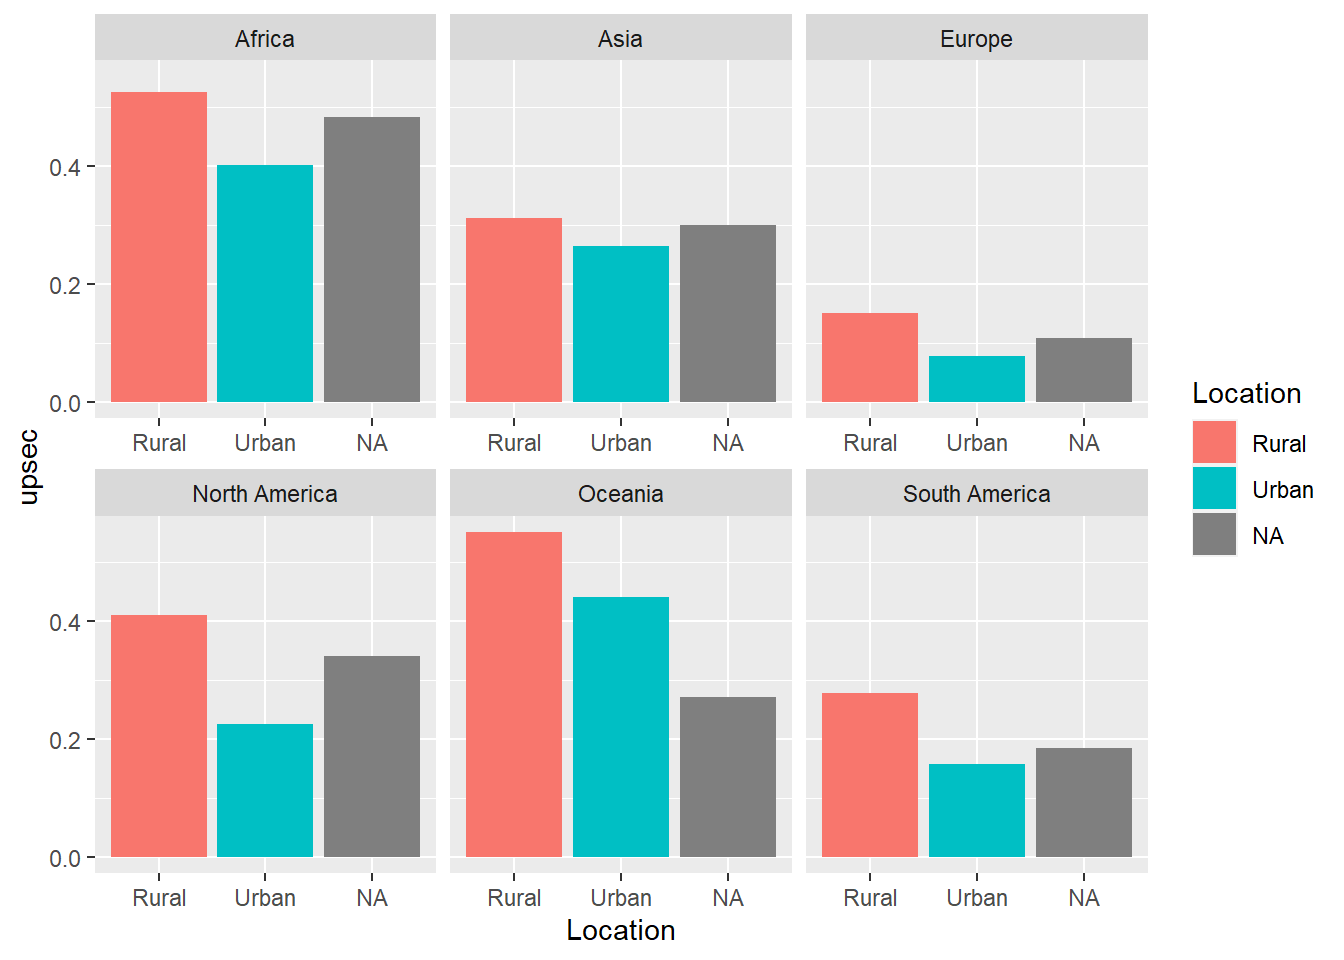 Africa
Asia
Europe
0.4
0.2
0.0
Rural Urban NA
Rural Urban NA
Rural Urban NA
North America
Oceania
South America
0.4
0.2
0.0
Rural Urban NA
Rural Urban NA
Rural Urban NA
Location
upsec
Location
Rural
Urban
NA